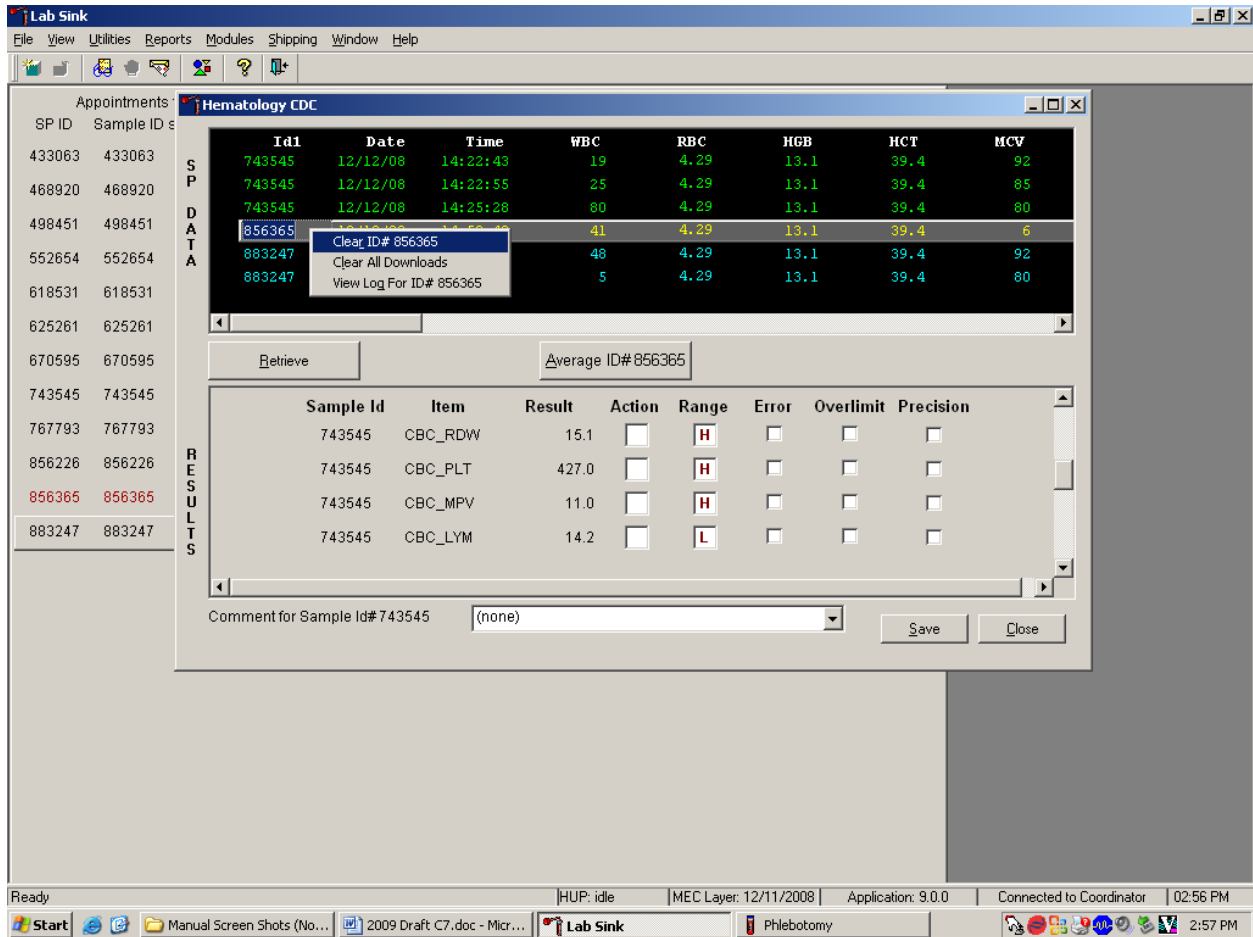 Lab Sink
File View Utilities Reports Modules Shipping Window Help
Appointments
SP ID Sample ID s
433063 433063
468920 468920
498451 498451
552654 552654
618531 618531
625261 625261
670595 670595
743545 743545
767793 767793
856226 856226
856365 856365
883247 883247
Hematology CDC
SP DATA
Id1 Date Time WBC RBC HGB HCT MCV
743545 12/12/08 14:22:43 19 4.29 13.1 39.4 92
743545 12/12/08 14:22:55 25 4.29 13.1 39.4 85
743545 12/12/08 14:25:28 80 4.29 13.1 39.4 80
856365 41 4.29 13.1 39.4 6
883247 48 4.29 13.1 39.4 92
883247 5 4.29 13.1 39.4 80
Clear ID# 856365
Clear All Downloads
View Log For ID# 856365
Retrieve Average ID#856365
RESULTS
Sample Id Item Result Action Range Error Overlimit Precision
743545 CBC_RDW 15.1 H
743545 CBC_PLT 427.0 H
743545 CBC_MPV 11.0 H
743545 CBC_LYM 14.2 L
Comment for Sample Id#743545 (none)
Save Close
Ready HUP: idle MEC Layer: 12/11/2008 Application: 9.0.0 Connected to Coordinator 02:56 PM
Start Manual Screen Shots (No... 2009 Draft C7.doc - Micr... Lab Sink Phlebotomy 2:57 PM